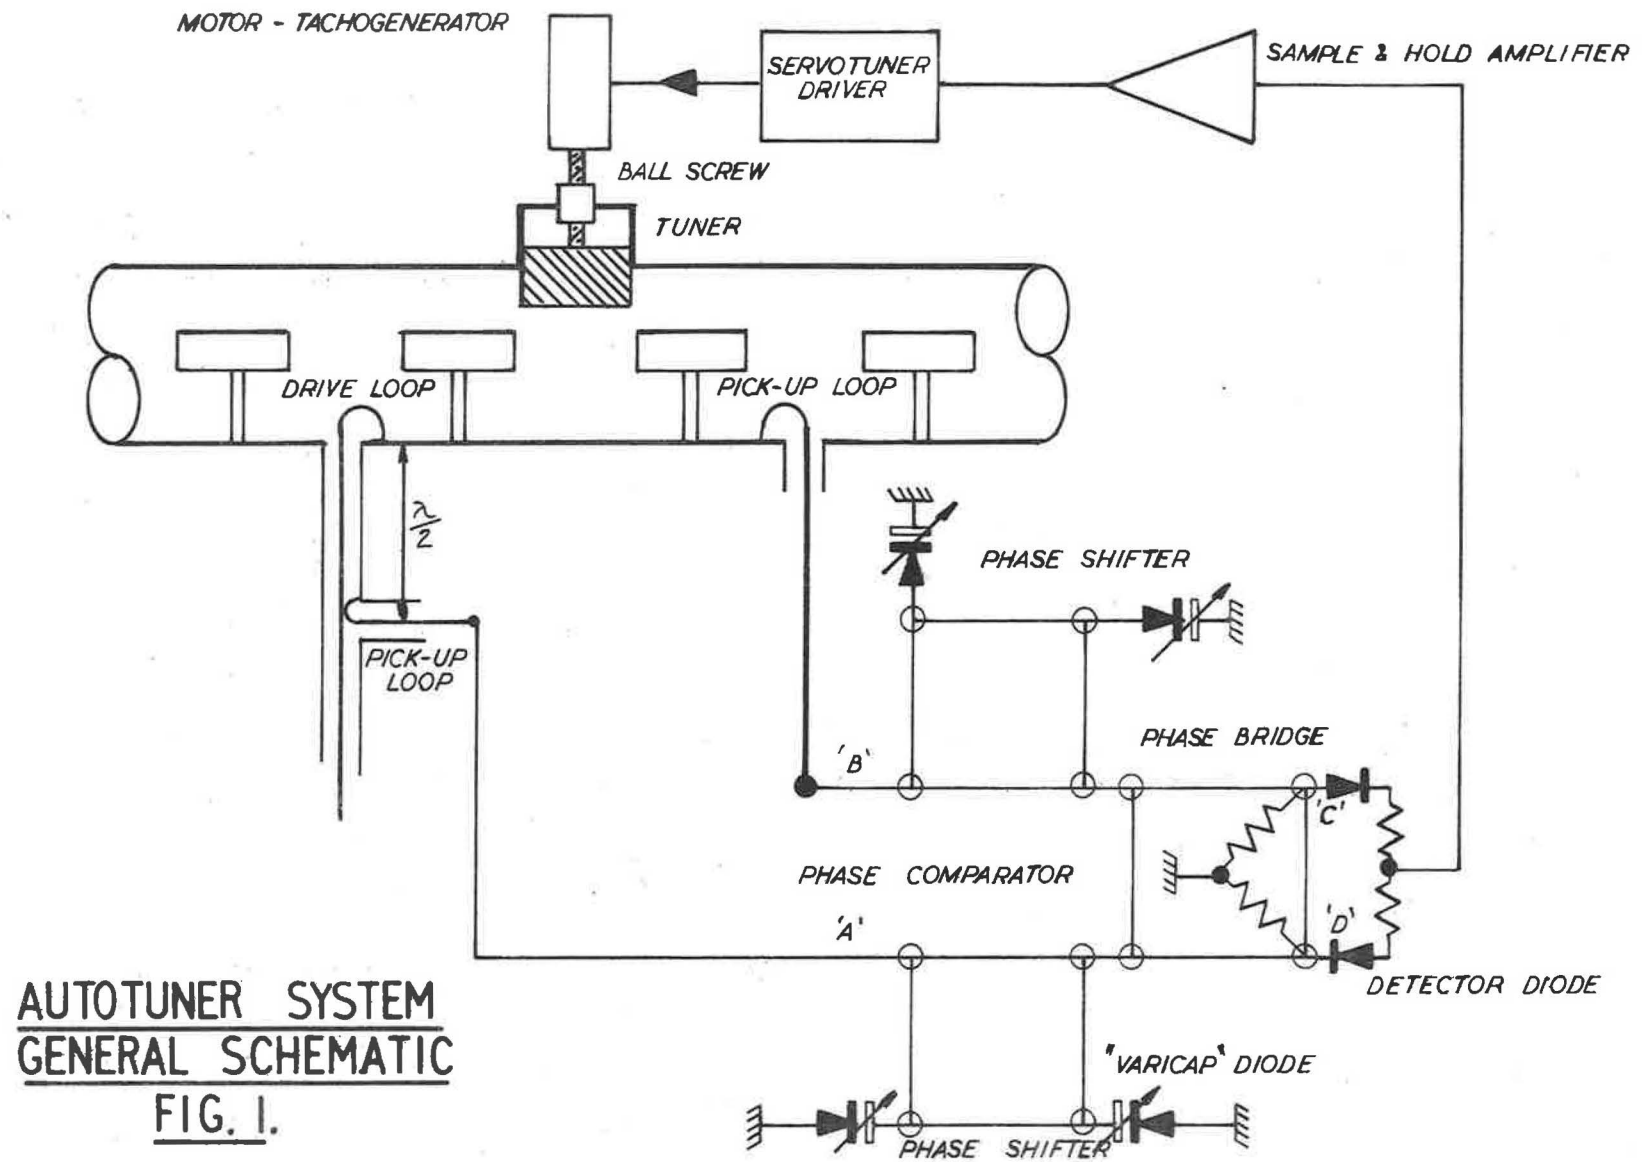 MOTOR - TACHOGENERATOR
SERVOTUNER
DRIVER
SAMPLE & HOLD AMPLIFIER
BALL SCREW
TUNER
DRIVE LOOP
PICK-UP LOOP
λ/2
PHASE SHIFTER
PICK-UP
LOOP
'B'
PHASE BRIDGE
'C'
PHASE COMPARATOR
'A'
'D'
DETECTOR DIODE
AUTOTUNER SYSTEM
GENERAL SCHEMATIC
FIG. 1.
"VARICAP" DIODE
PHASE SHIFTER